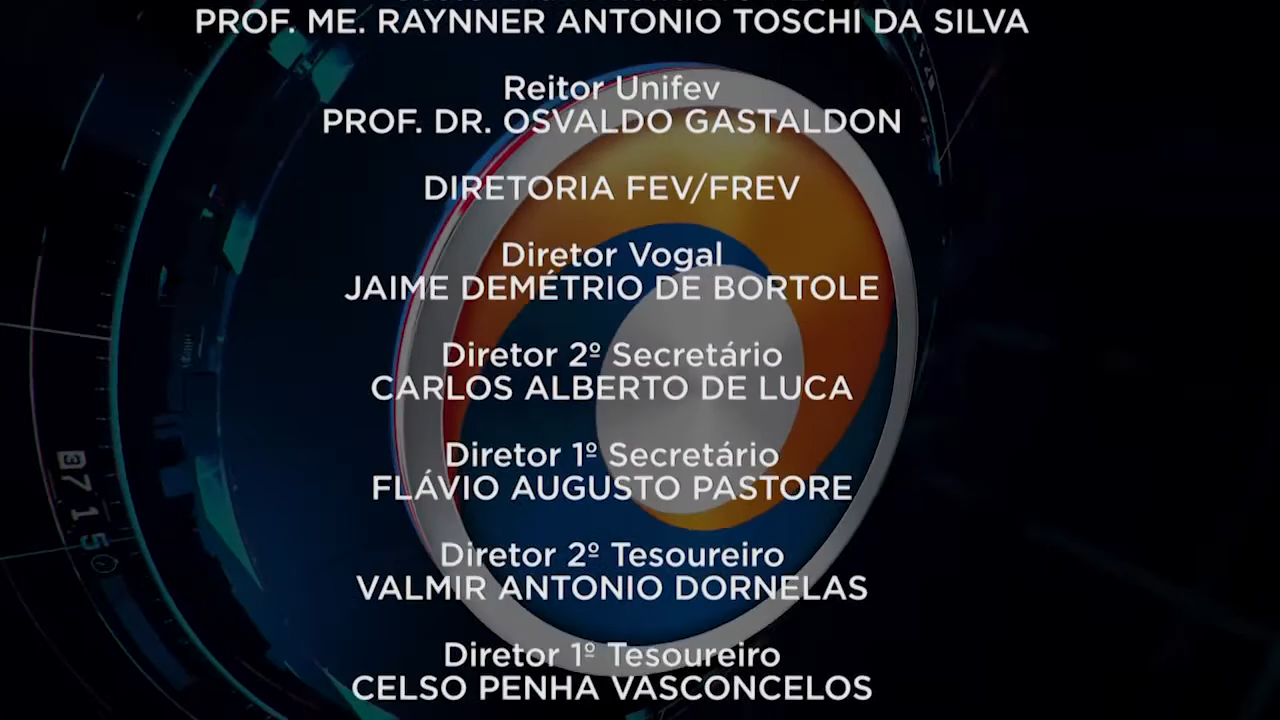 PROF. ME. RAYNNER ANTONIO TOSCHI DA SILVA
Reitor Unifev
PROF. DR. OSVALDO GASTALDON
DIRETORIA FEV/FREV
Diretor Vogal
JAIME DEMÉTRIO DE BORTOLE
Diretor 2º Secretário
CARLOS ALBERTO DE LUCA
Diretor 1º Secretário
FLÁVIO AUGUSTO PASTORE
Diretor 2º Tesoureiro
VALMIR ANTONIO DORNELAS
Diretor 1º Tesoureiro
CELSO PENHA VASCONCELOS
3715